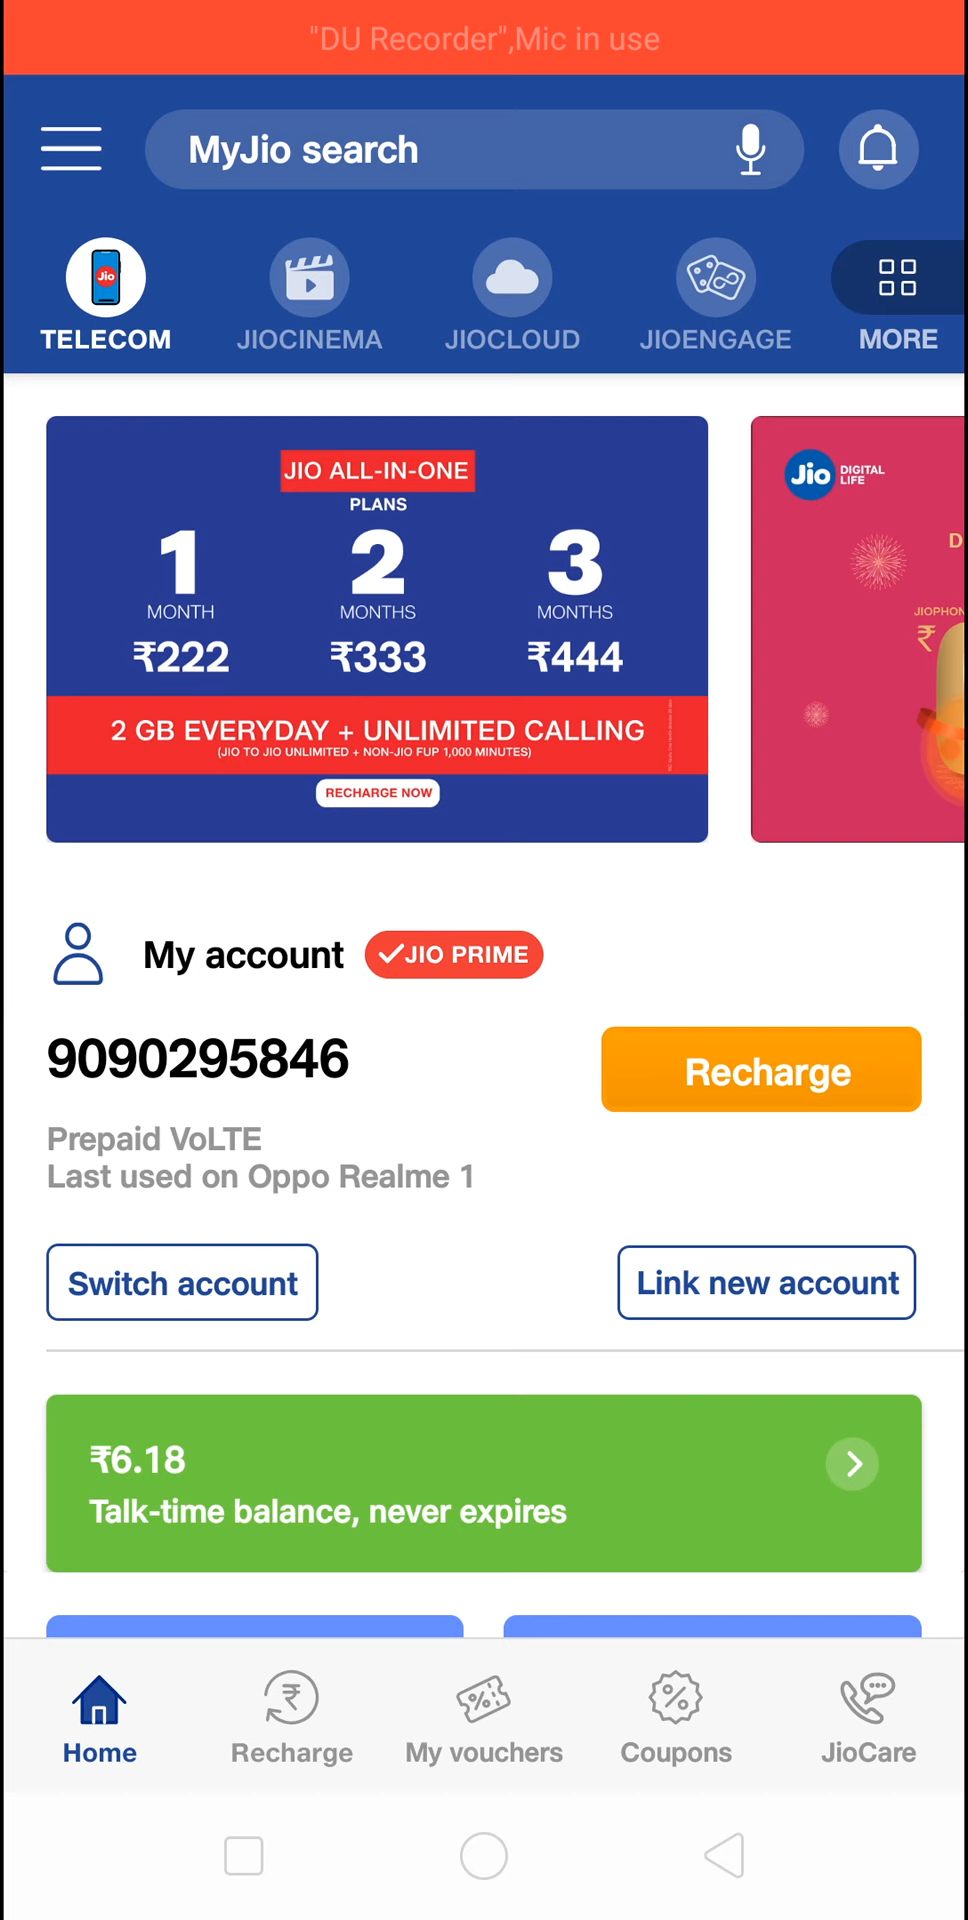 "DU Recorder",Mic in use
MyJio search
Jio
TELECOM
JIOCINEMA
JIOCLOUD
JIOENGAGE
MORE
JIO ALL-IN-ONE
PLANS
1 2 3
MONTH MONTHS MONTHS
₹222 ₹333 ₹444
2 GB EVERYDAY + UNLIMITED CALLING
(JIO TO JIO UNLIMITED + NON-JIO FUP 1,000 MINUTES)
RECHARGE NOW
Jio DIGITAL
LIFE
D
JIOPHON
₹
My account
JIO PRIME
9090295846
Recharge
Prepaid VoLTE
Last used on Oppo Realme 1
Switch account
Link new account
₹6.18
Talk-time balance, never expires
Home
Recharge
My vouchers
Coupons
JioCare